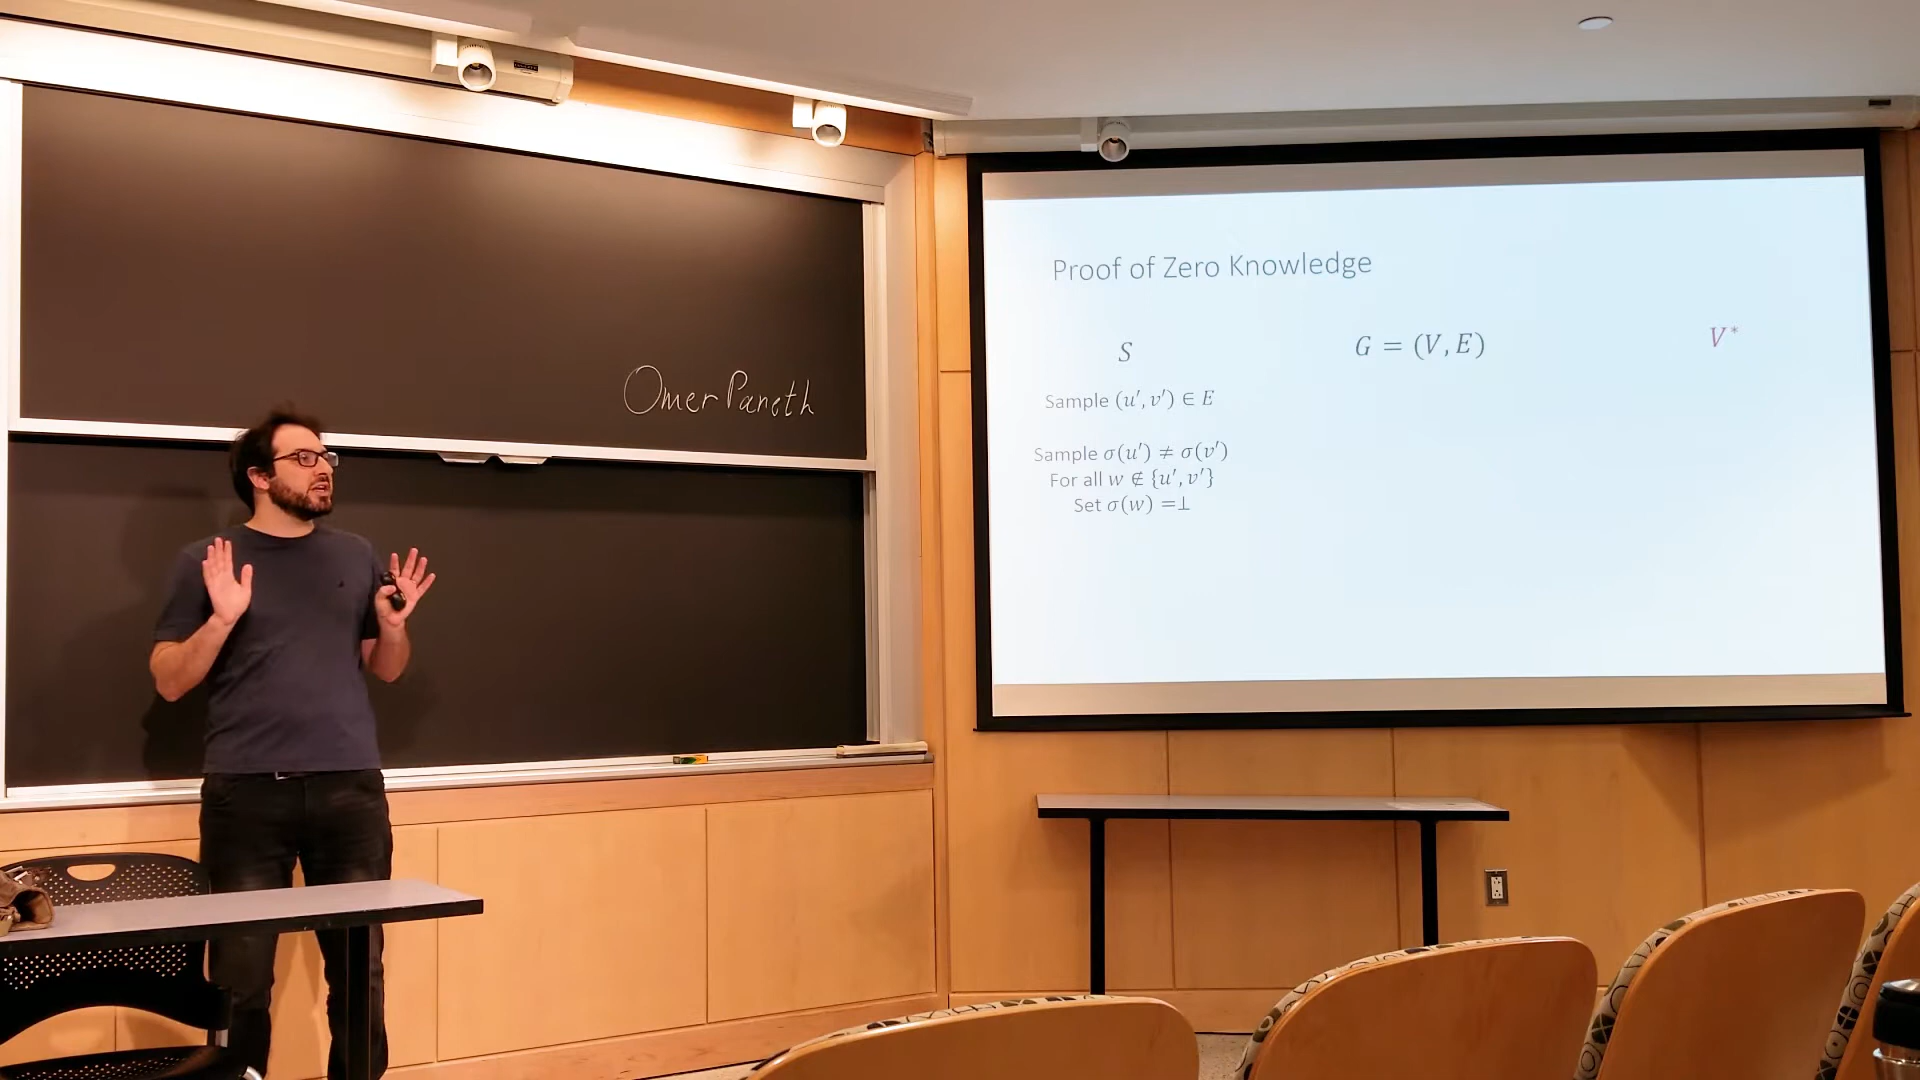 Omer Paneth
Proof of Zero Knowledge
S
G = (V, E)
V*
Sample (u′, v′) ∈ E
Sample σ(u′) ≠ σ(v′)
For all w ∉ {u′, v′}
Set σ(w) =⊥